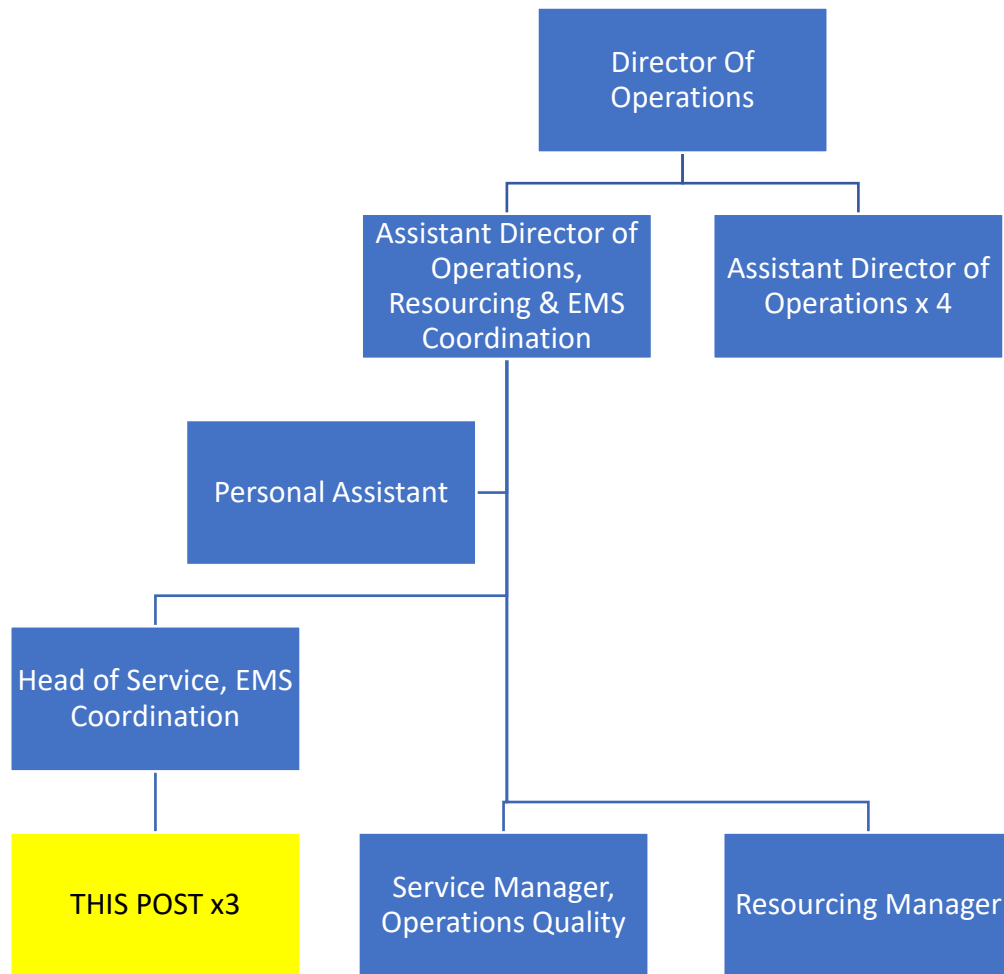 Director Of
Operations
Assistant Director of
Operations,
Resourcing & EMS
Coordination
Assistant Director of
Operations x 4
Personal Assistant
Head of Service, EMS
Coordination
THIS POST x3
Service Manager,
Operations Quality
Resourcing Manager